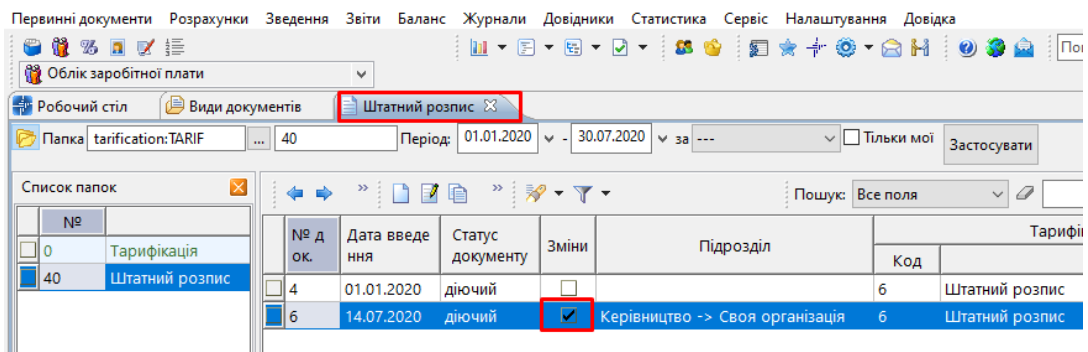 Первинні документи Розрахунки Зведення Звіти Баланс Журнали Довідники Статистика Сервіс Налаштування Довідка
Облік заробітної плати
Робочий стіл Види документів Штатний розпис
Папка tarification:TARIF ... 40 Період: 01.01.2020 - 30.07.2020 за --- Тільки мої Застосувати
Список папок Пошук: Все поля
№
0 Тарифікація
40 Штатний розпис
№ д ок. Дата введе ння Статус документу Зміни Підрозділ Код
4 01.01.2020 діючий 6 Штатний розпис
6 14.07.2020 діючий Керівництво -> Своя організація 6 Штатний розпис